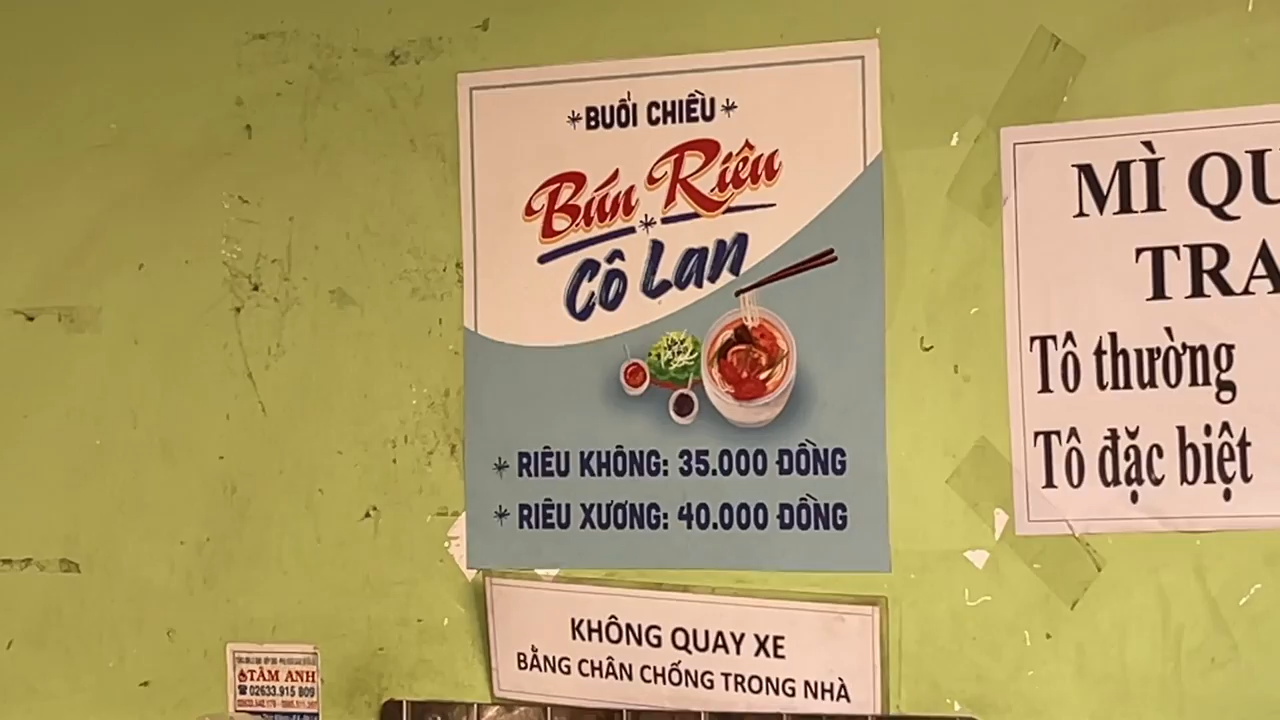 *BUỔI CHIỀU*
Bún Riêu
Cô Lan
* RIÊU KHÔNG: 35.000 ĐỒNG
* RIÊU XƯƠNG: 40.000 ĐỒNG
KHÔNG QUAY XE
BẰNG CHÂN CHỐNG TRONG NHÀ
MÌ QU
TRA
Tô thường
Tô đặc biệt
TÂM ANH
☎02633.915 809